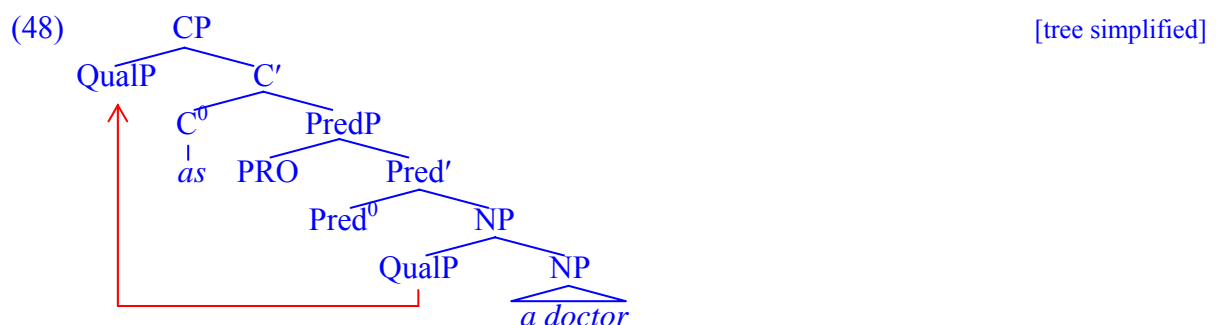 (48) CP [tree simplified]
QualP C′
C⁰ PredP
as PRO Pred′
Pred⁰ NP
QualP NP
a doctor